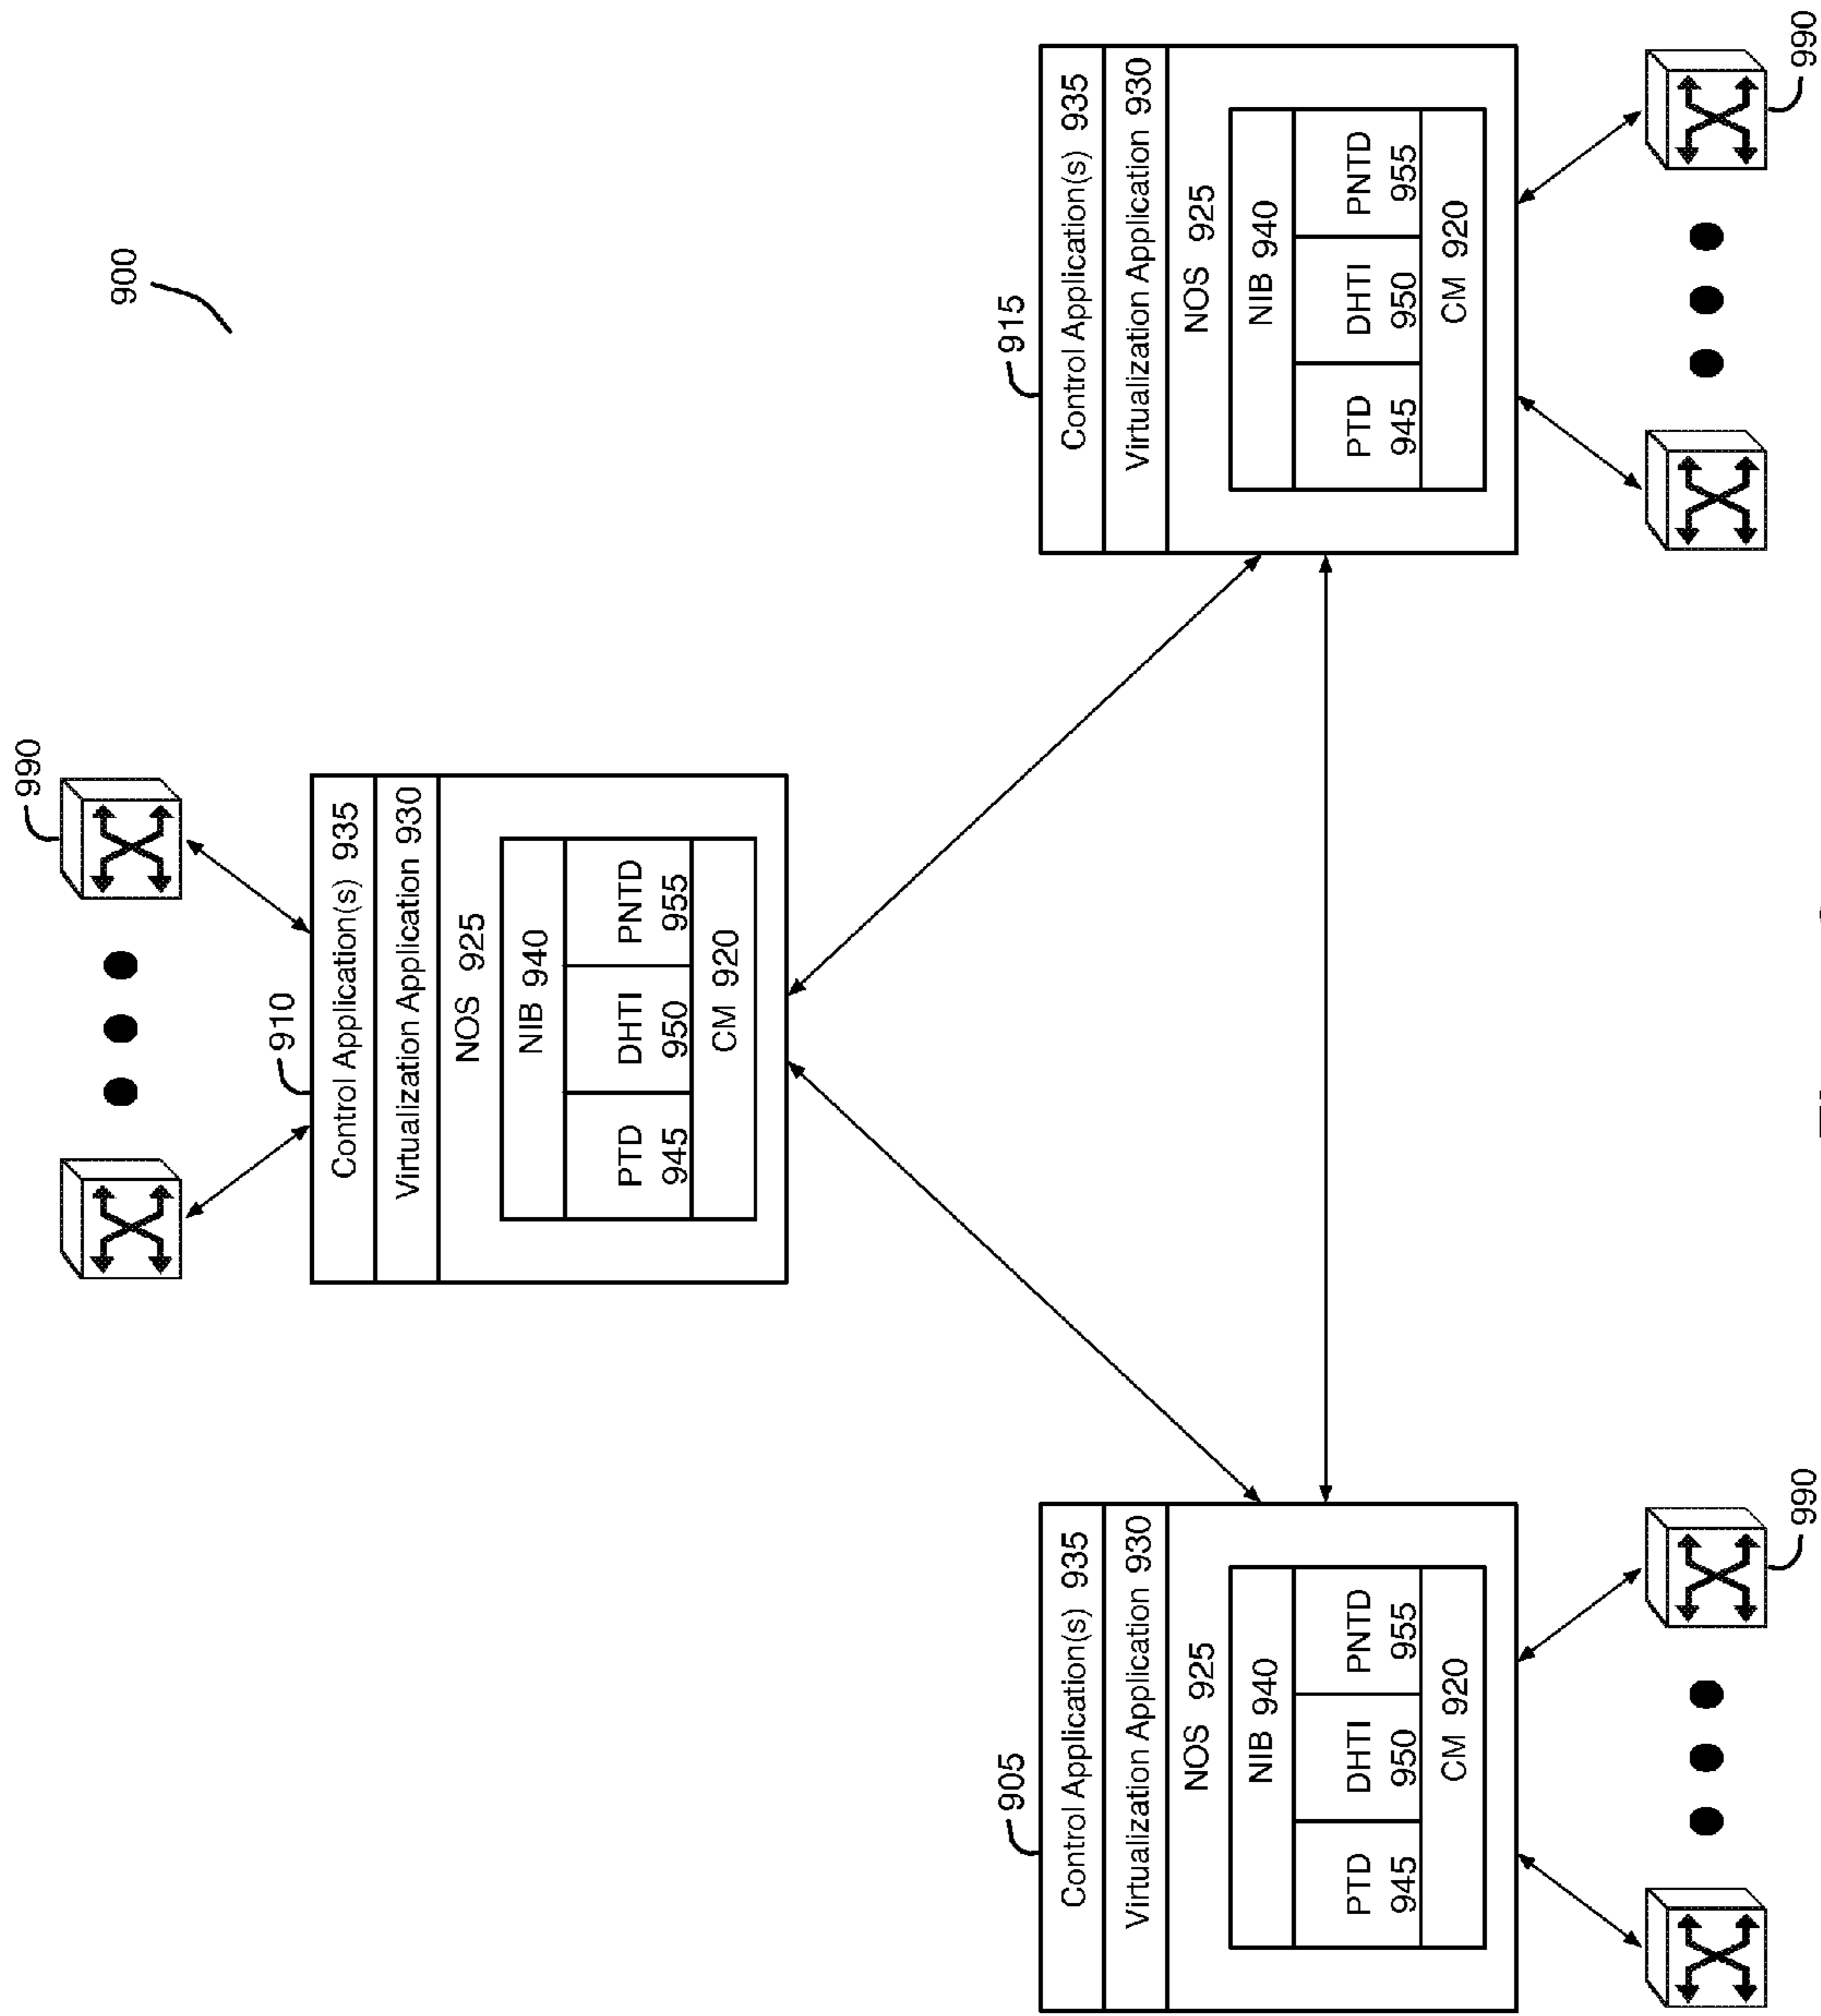 990
900
910
Control Application(s) 935
Virtualization Application 930
NOS 925
NIB 940
PTD
945
DHTI
950
PNTD
955
CM 920
905
Control Application(s) 935
Virtualization Application 930
NOS 925
NIB 940
PTD
945
DHTI
950
PNTD
955
CM 920
990
915
Control Application(s) 935
Virtualization Application 930
NOS 925
NIB 940
PTD
945
DHTI
950
PNTD
955
CM 920
990